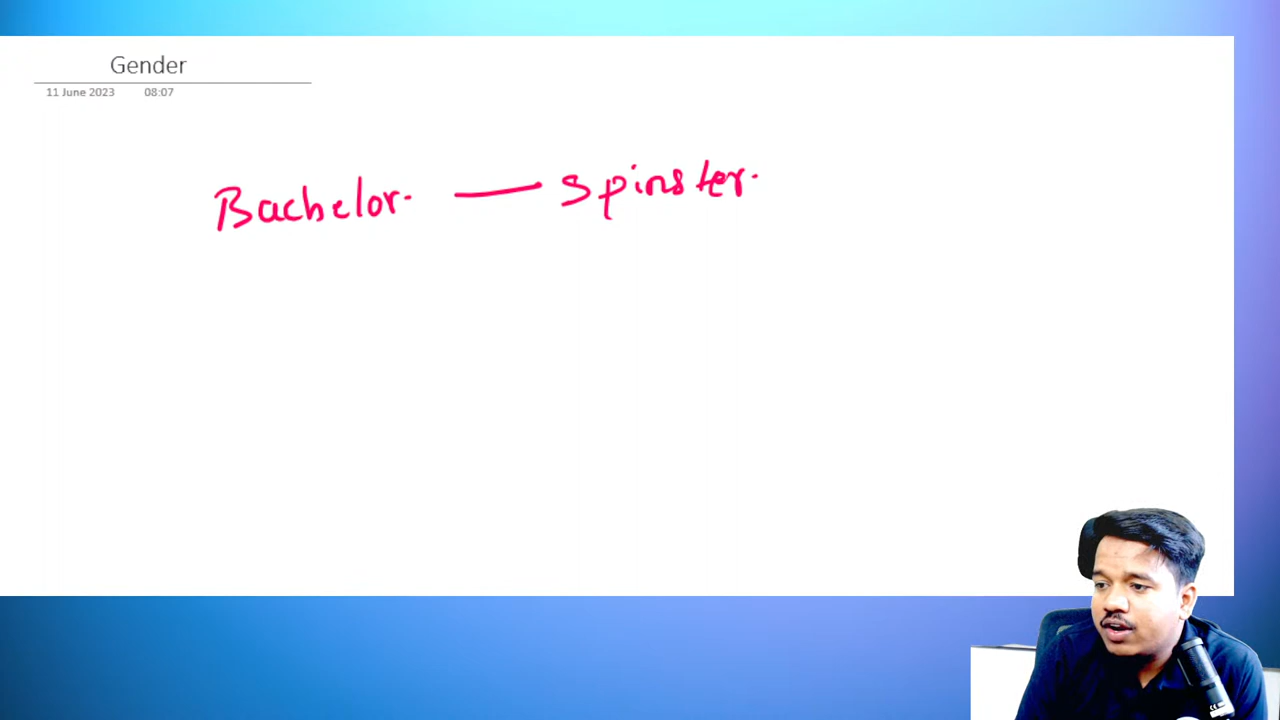 Gender
11 June 2023 08:07
Bachelor. — Spinster.